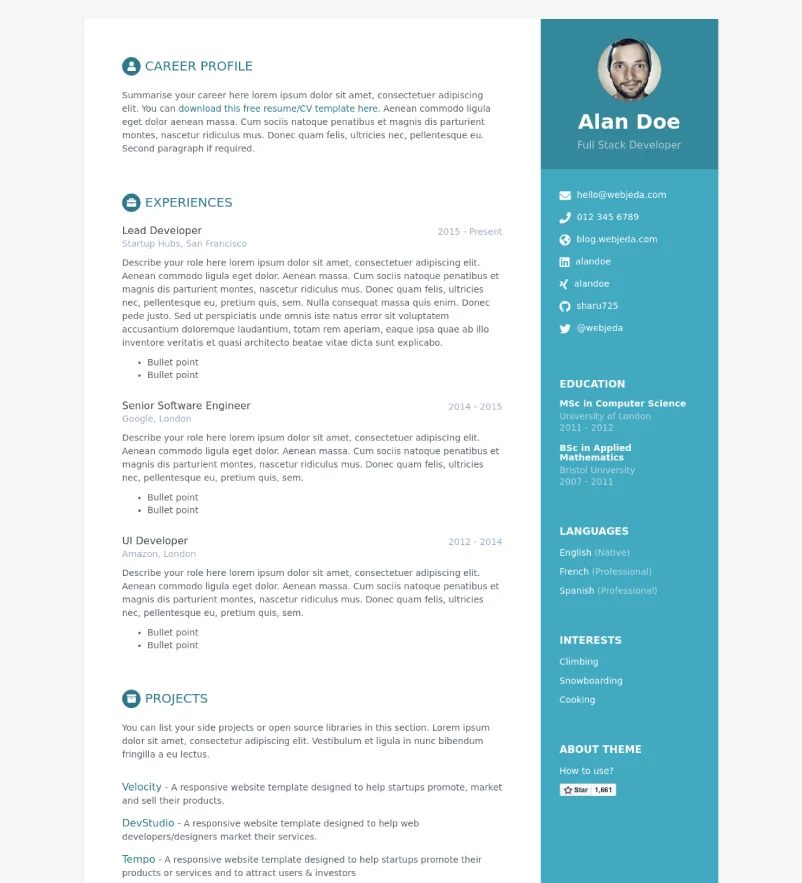 CAREER PROFILE
Summarise your career here lorem ipsum dolor sit amet, consectetuer adipiscing
elit. You can download this free resume/CV template here. Aenean commodo ligula
eget dolor aenean massa. Cum sociis natoque penatibus et magnis dis parturient
montes, nascetur ridiculus mus. Donec quam felis, ultricies nec, pellentesque eu.
Second paragraph if required.
EXPERIENCES
Lead Developer
2015 - Present
Startup Hubs, San Francisco
Describe your role here lorem ipsum dolor sit amet, consectetuer adipiscing elit.
Aenean commodo ligula eget dolor. Aenean massa. Cum sociis natoque penatibus et
magnis dis parturient montes, nascetur ridiculus mus. Donec quam felis, ultricies
nec, pellentesque eu, pretium quis, sem. Nulla consequat massa quis enim. Donec
pede justo. Sed ut perspiciatis unde omnis iste natus error sit voluptatem
accusantium doloremque laudantium, totam rem aperiam, eaque ipsa quae ab illo
inventore veritatis et quasi architecto beatae vitae dicta sunt explicabo.
• Bullet point
• Bullet point
Senior Software Engineer
2014 - 2015
Google, London
Describe your role here lorem ipsum dolor sit amet, consectetuer adipiscing elit.
Aenean commodo ligula eget dolor. Aenean massa. Cum sociis natoque penatibus et
magnis dis parturient montes, nascetur ridiculus mus. Donec quam felis, ultricies
nec, pellentesque eu, pretium quis, sem.
• Bullet point
• Bullet point
UI Developer
2012 - 2014
Amazon, London
Describe your role here lorem ipsum dolor sit amet, consectetuer adipiscing elit.
Aenean commodo ligula eget dolor. Aenean massa. Cum sociis natoque penatibus et
magnis dis parturient montes, nascetur ridiculus mus. Donec quam felis, ultricies
nec, pellentesque eu, pretium quis, sem.
• Bullet point
• Bullet point
PROJECTS
You can list your side projects or open source libraries in this section. Lorem ipsum
dolor sit amet, consectetur adipiscing elit. Vestibulum et ligula in nunc bibendum
fringilla a eu lectus.
Velocity - A responsive website template designed to help startups promote, market
and sell their products.
DevStudio - A responsive website template designed to help web
developers/designers market their services.
Tempo - A responsive website template designed to help startups promote their
products or services and to attract users & investors
Alan Doe
Full Stack Developer
hello@webjeda.com
012 345 6789
blog.webjeda.com
alandoe
alandoe
sharu725
@webjeda
EDUCATION
MSc in Computer Science
University of London
2011 - 2012
BSc in Applied
Mathematics
Bristol University
2007 - 2011
LANGUAGES
English (Native)
French (Professional)
Spanish (Professional)
INTERESTS
Climbing
Snowboarding
Cooking
ABOUT THEME
How to use?
Star 1,661